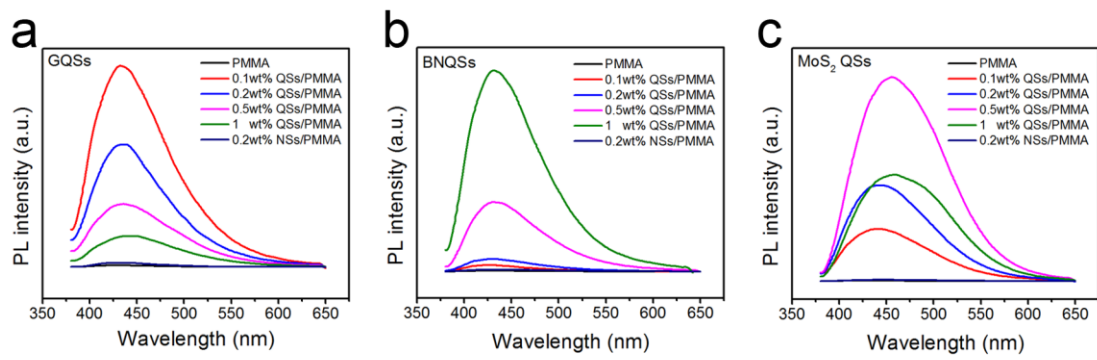 a
GQSs
PMMA
0.1wt% QSs/PMMA
0.2wt% QSs/PMMA
0.5wt% QSs/PMMA
1 wt% QSs/PMMA
0.2wt% NSs/PMMA
PL intensity (a.u.)
350 400 450 500 550 600 650
Wavelength (nm)
b
BNQSs
PMMA
0.1wt% QSs/PMMA
0.2wt% QSs/PMMA
0.5wt% QSs/PMMA
1 wt% QSs/PMMA
0.2wt% NSs/PMMA
PL intensity (a.u.)
350 400 450 500 550 600 650
Wavelength (nm)
c
MoS₂ QSs
PMMA
0.1wt% QSs/PMMA
0.2wt% QSs/PMMA
0.5wt% QSs/PMMA
1 wt% QSs/PMMA
0.2wt% NSs/PMMA
PL intensity (a.u.)
350 400 450 500 550 600 650
Wavelength (nm)